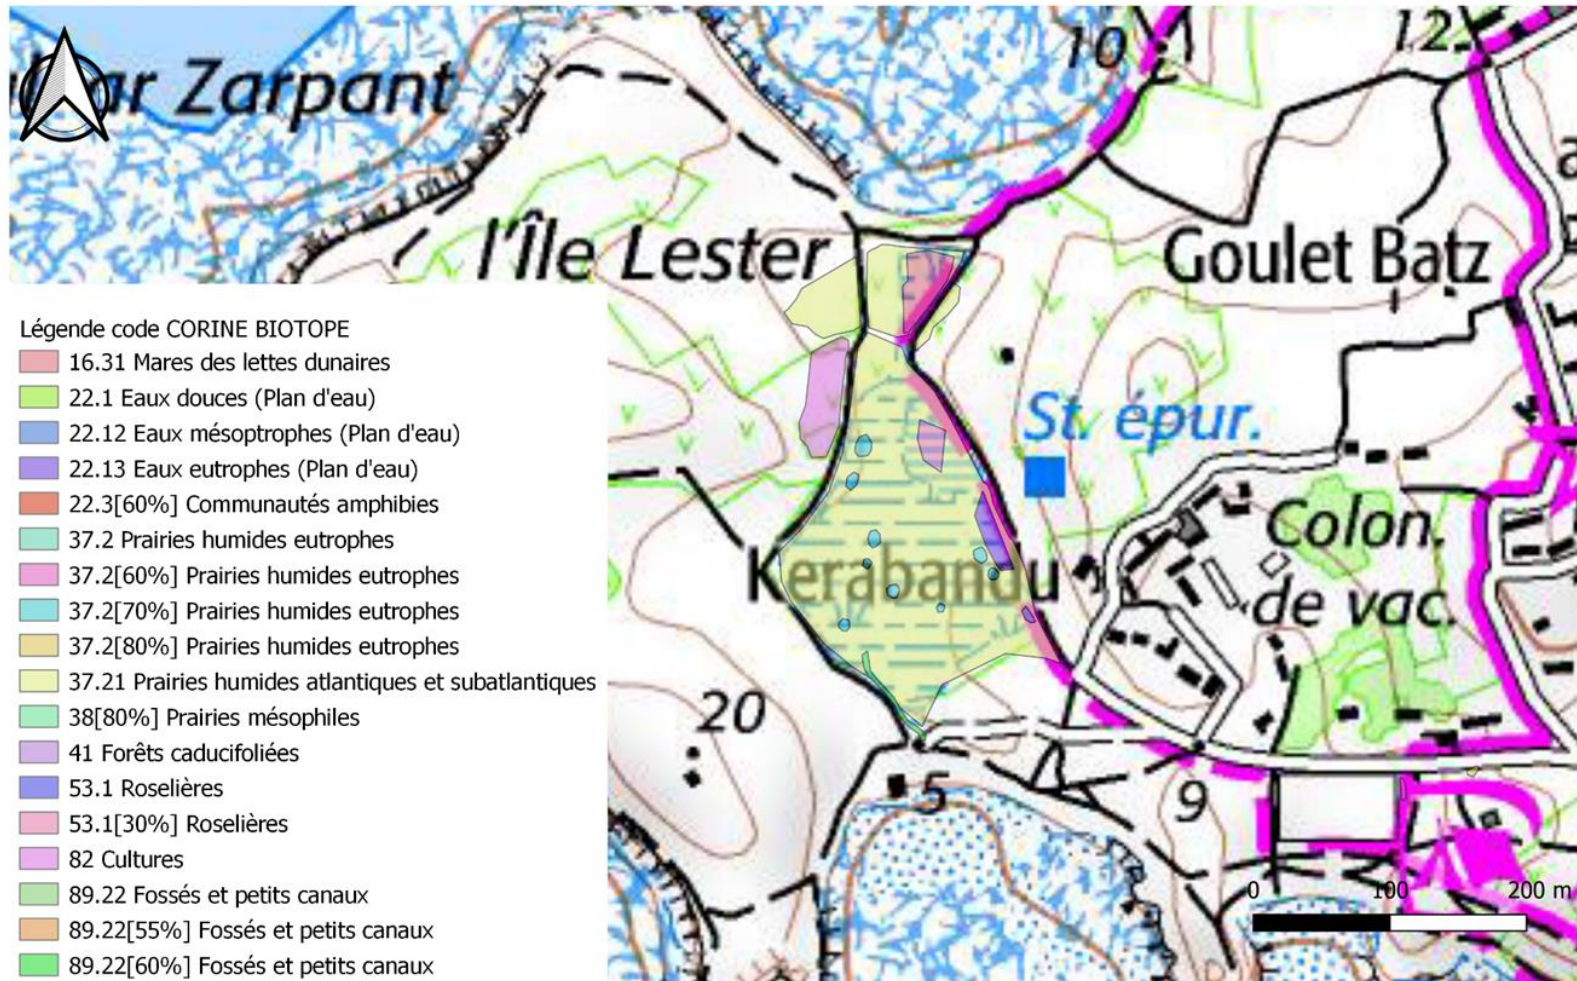 ar Zarpant
10
12
l'Île Lester
Goulet Batz
St. épur.
Kerabandu
Colon.
de vac.
20
5
9
Légende code CORINE BIOTOPE
16.31 Mares des lettes dunaires
22.1 Eaux douces (Plan d'eau)
22.12 Eaux mésoptrophes (Plan d'eau)
22.13 Eaux eutrophes (Plan d'eau)
22.3[60%] Communautés amphibies
37.2 Prairies humides eutrophes
37.2[60%] Prairies humides eutrophes
37.2[70%] Prairies humides eutrophes
37.2[80%] Prairies humides eutrophes
37.21 Prairies humides atlantiques et subatlantiques
38[80%] Prairies mésophiles
41 Forêts caducifoliées
53.1 Roselières
53.1[30%] Roselières
82 Cultures
89.22 Fossés et petits canaux
89.22[55%] Fossés et petits canaux
89.22[60%] Fossés et petits canaux
0 100 200 m